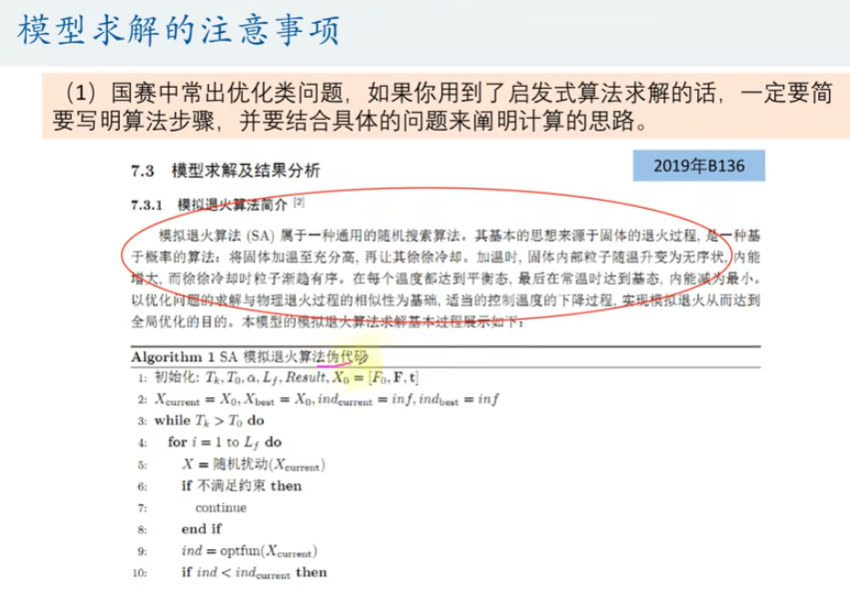 模型求解的注意事项
（1）国赛中常出优化类问题，如果你用到了启发式算法求解的话，一定要简
要写明算法步骤，并要结合具体的问题来阐明计算的思路。
2019年B136
7.3 模型求解及结果分析
7.3.1 模拟退火算法简介 [2]
模拟退火算法 (SA) 属于一种通用的随机搜索算法。其基本的思想来源于固体的退火过程, 是一种基
于概率的算法：将固体加温至充分高, 再让其徐徐冷却。加温时, 固体内部粒子随温升变为无序状, 内能
增大, 而徐徐冷却时粒子渐趋有序。在每个温度都达到平衡态, 最后在常温时达到基态, 内能减为最小。
以优化问题的求解与物理退火过程的相似性为基础, 适当的控制温度的下降过程, 实现模拟退火从而达到
全局优化的目的。本模型的模拟退火算法求解基本过程展示如下：
Algorithm 1 SA 模拟退火算法伪代码
1: 初始化: T_k, T_0, α, L_f, Result, X_0 = [F_0, F, t]
2: X_current = X_0, X_best = X_0, ind_current = inf, ind_best = inf
3: while T_k > T_0 do
4: for i = 1 to L_f do
5: X = 随机扰动(X_current)
6: if 不满足约束 then
7: continue
8: end if
9: ind = optfun(X_current)
10: if ind < ind_current then